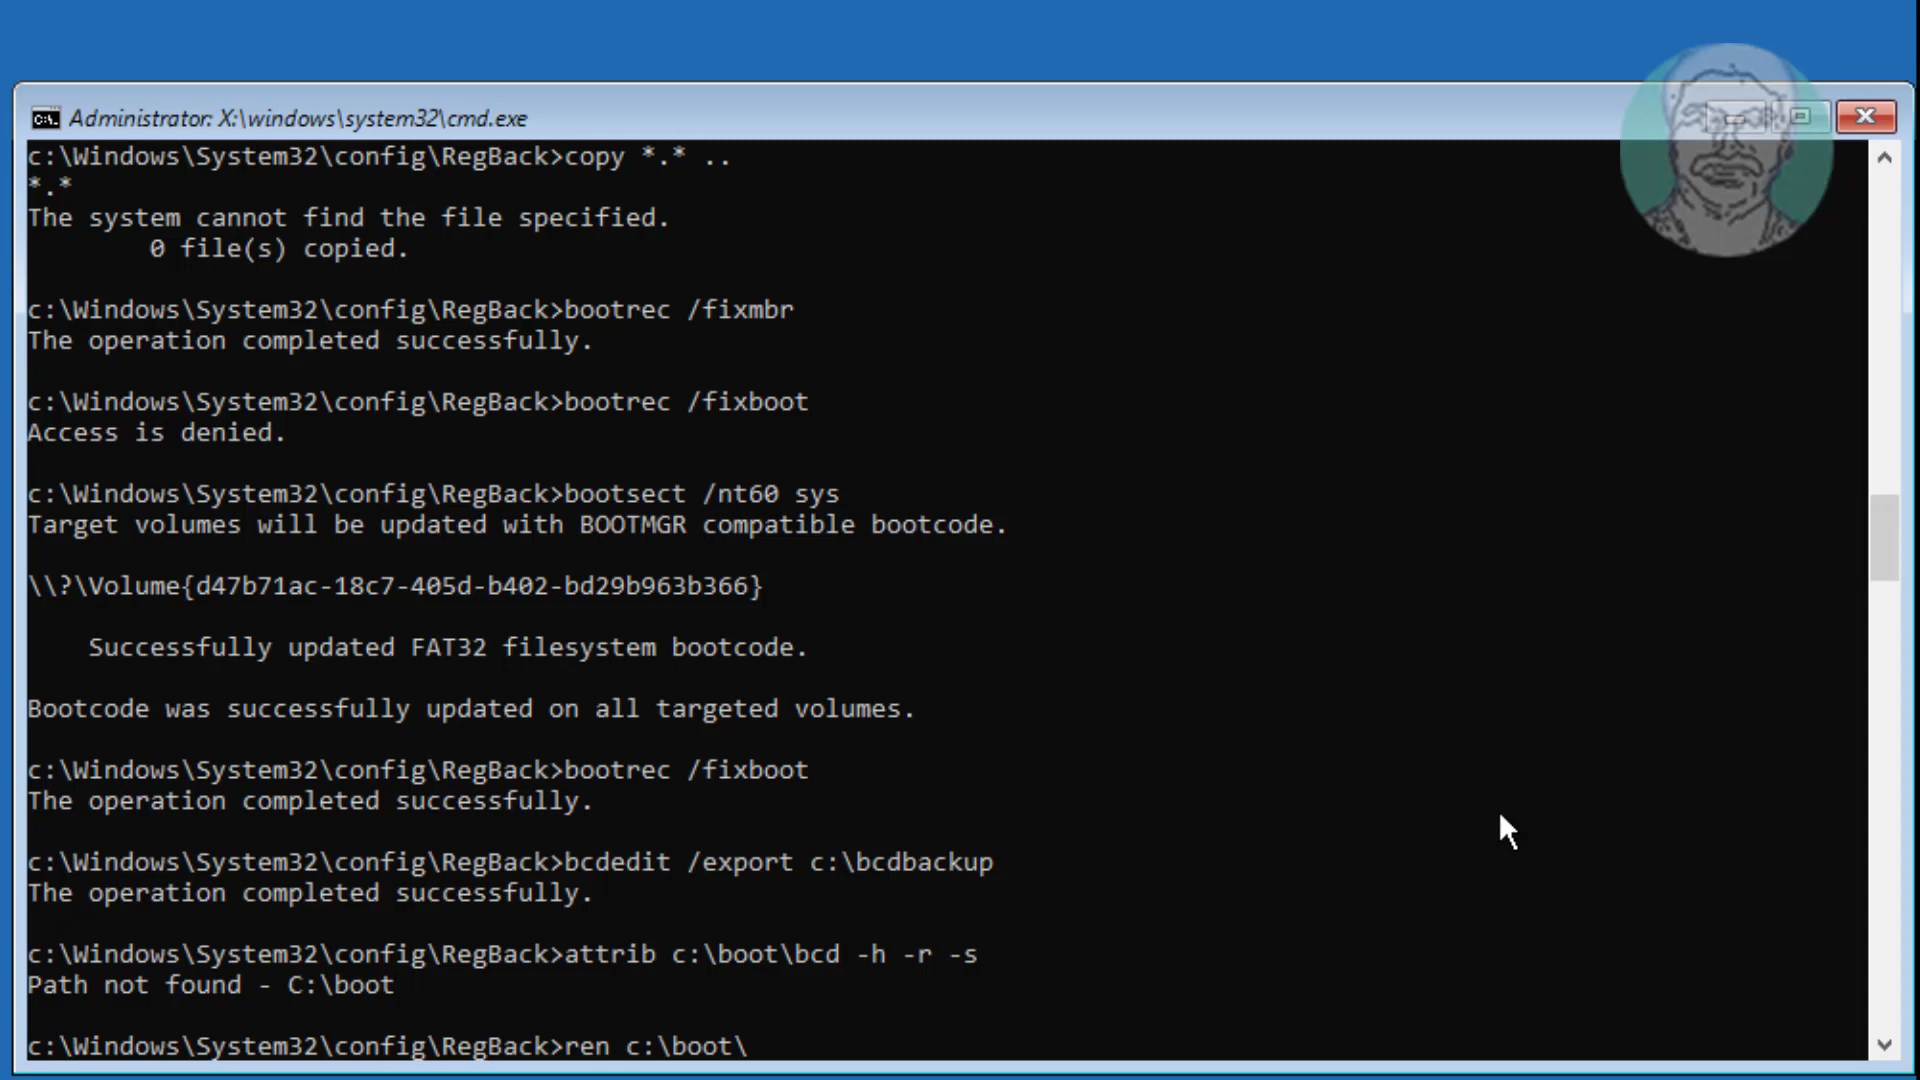 Administrator: X:\windows\system32\cmd.exe
c:\Windows\System32\config\RegBack>copy *.* ..
*.*
The system cannot find the file specified.
        0 file(s) copied.
c:\Windows\System32\config\RegBack>bootrec /fixmbr
The operation completed successfully.
c:\Windows\System32\config\RegBack>bootrec /fixboot
Access is denied.
c:\Windows\System32\config\RegBack>bootsect /nt60 sys
Target volumes will be updated with BOOTMGR compatible bootcode.
\\?\Volume{d47b71ac-18c7-405d-b402-bd29b963b366}
    Successfully updated FAT32 filesystem bootcode.
Bootcode was successfully updated on all targeted volumes.
c:\Windows\System32\config\RegBack>bootrec /fixboot
The operation completed successfully.
c:\Windows\System32\config\RegBack>bcdedit /export c:\bcdbackup
The operation completed successfully.
c:\Windows\System32\config\RegBack>attrib c:\boot\bcd -h -r -s
Path not found - C:\boot
c:\Windows\System32\config\RegBack>ren c:\boot\